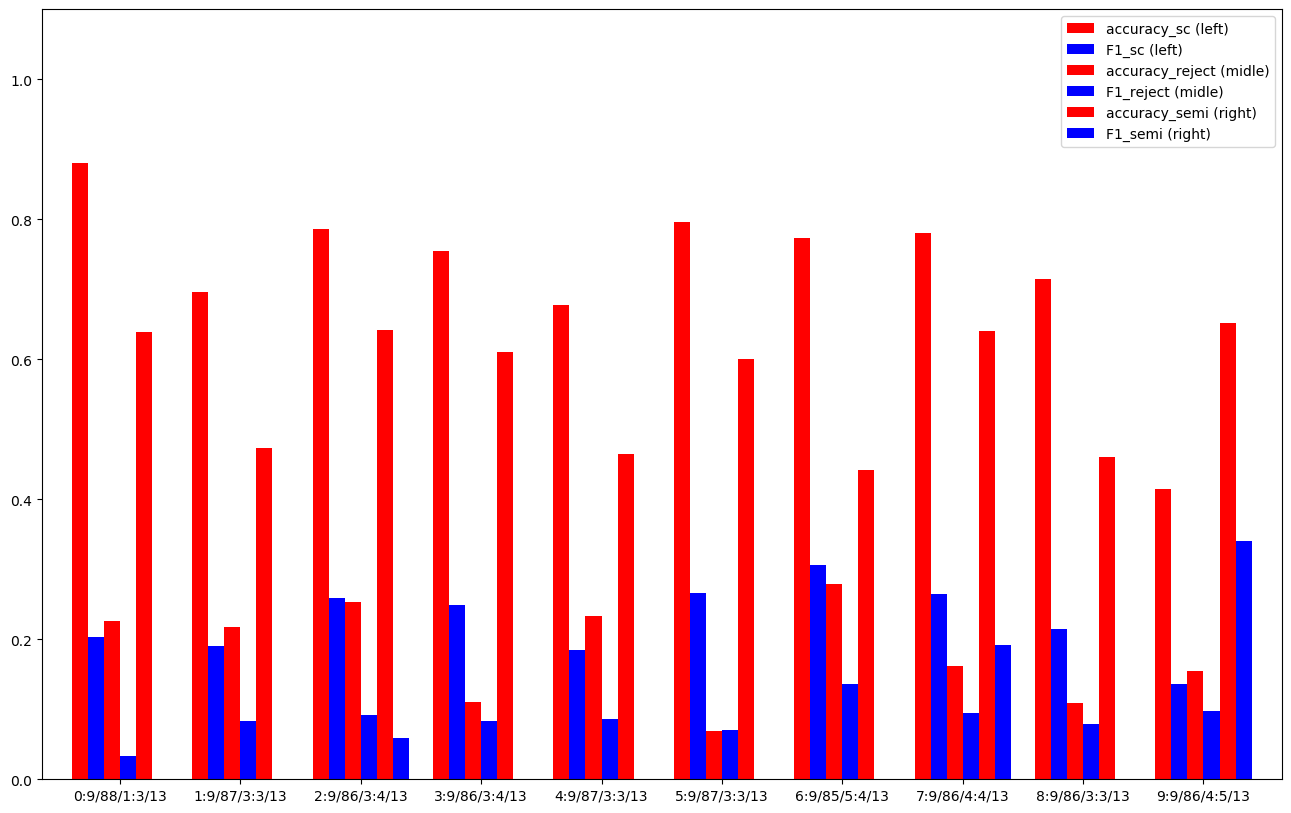 accuracy_sc (left)
F1_sc (left)
accuracy_reject (midle)
F1_reject (midle)
accuracy_semi (right)
F1_semi (right)
1.0
0.8
0.6
0.4
0.2
0.0
0:9/88/1:3/13 1:9/87/3:3/13 2:9/86/3:4/13 3:9/86/3:4/13 4:9/87/3:3/13 5:9/87/3:3/13 6:9/85/5:4/13 7:9/86/4:4/13 8:9/86/3:3/13 9:9/86/4:5/13